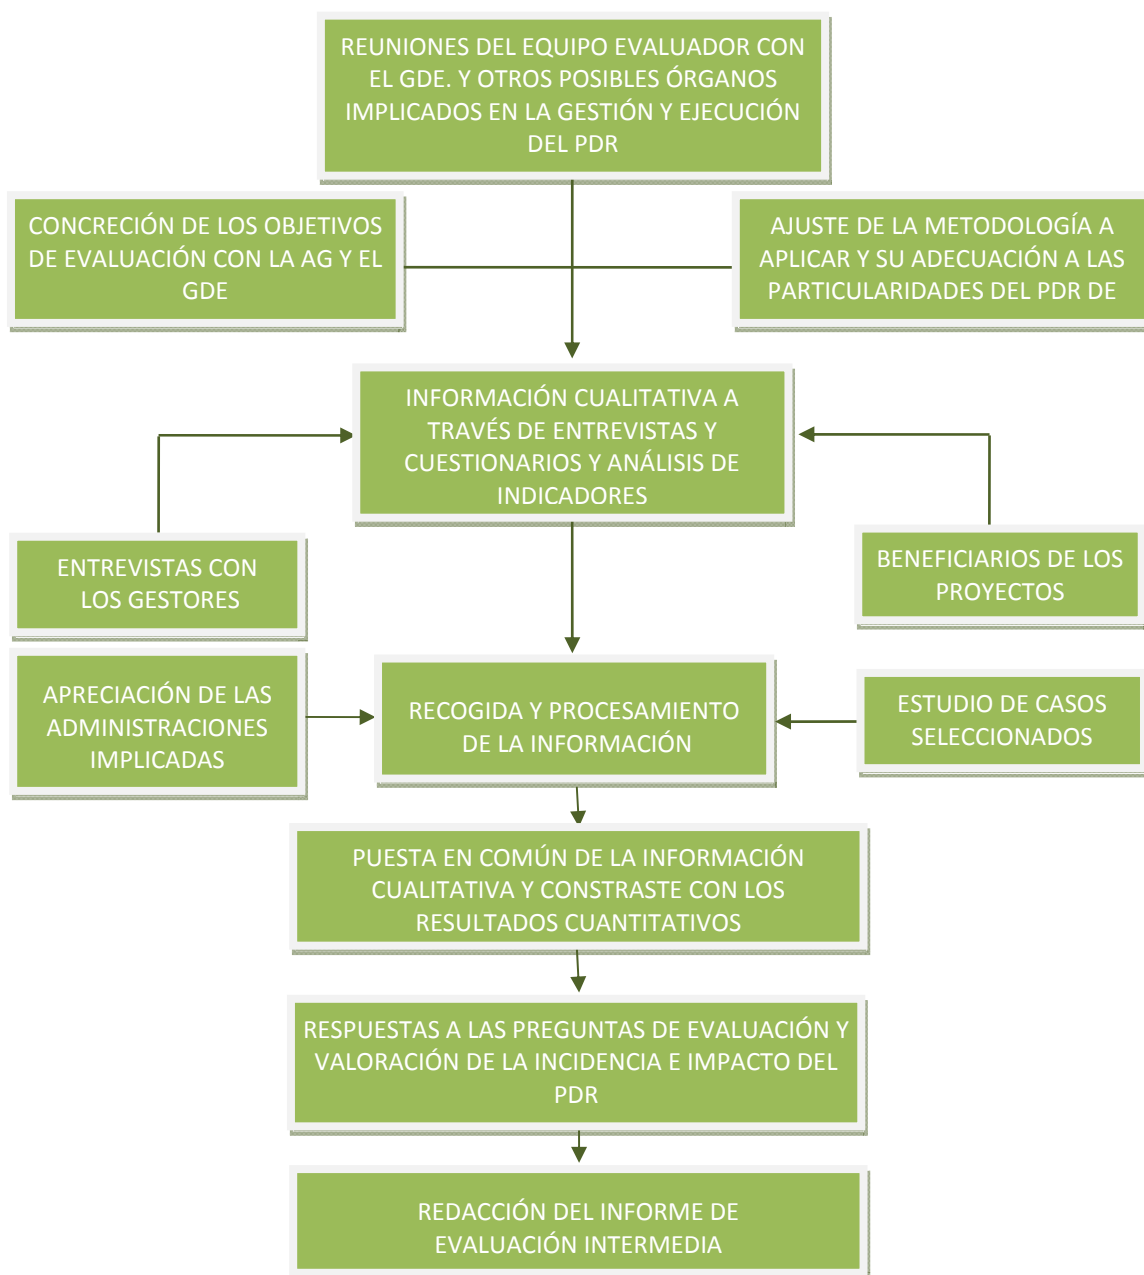 REUNIONES DEL EQUIPO EVALUADOR CON
EL GDE. Y OTROS POSIBLES ÓRGANOS
IMPLICADOS EN LA GESTIÓN Y EJECUCIÓN
DEL PDR
CONCRECIÓN DE LOS OBJETIVOS
DE EVALUACIÓN CON LA AG Y EL
GDE
AJUSTE DE LA METODOLOGÍA A
APLICAR Y SU ADECUACIÓN A LAS
PARTICULARIDADES DEL PDR DE
INFORMACIÓN CUALITATIVA A
TRAVÉS DE ENTREVISTAS Y
CUESTIONARIOS Y ANÁLISIS DE
INDICADORES
ENTREVISTAS CON
LOS GESTORES
BENEFICIARIOS DE LOS
PROYECTOS
APRECIACIÓN DE LAS
ADMINISTRACIONES
IMPLICADAS
RECOGIDA Y PROCESAMIENTO
DE LA INFORMACIÓN
ESTUDIO DE CASOS
SELECCIONADOS
PUESTA EN COMÚN DE LA INFORMACIÓN
CUALITATIVA Y CONSTRASTE CON LOS
RESULTADOS CUANTITATIVOS
RESPUESTAS A LAS PREGUNTAS DE EVALUACIÓN Y
VALORACIÓN DE LA INCIDENCIA E IMPACTO DEL
PDR
REDACCIÓN DEL INFORME DE
EVALUACIÓN INTERMEDIA